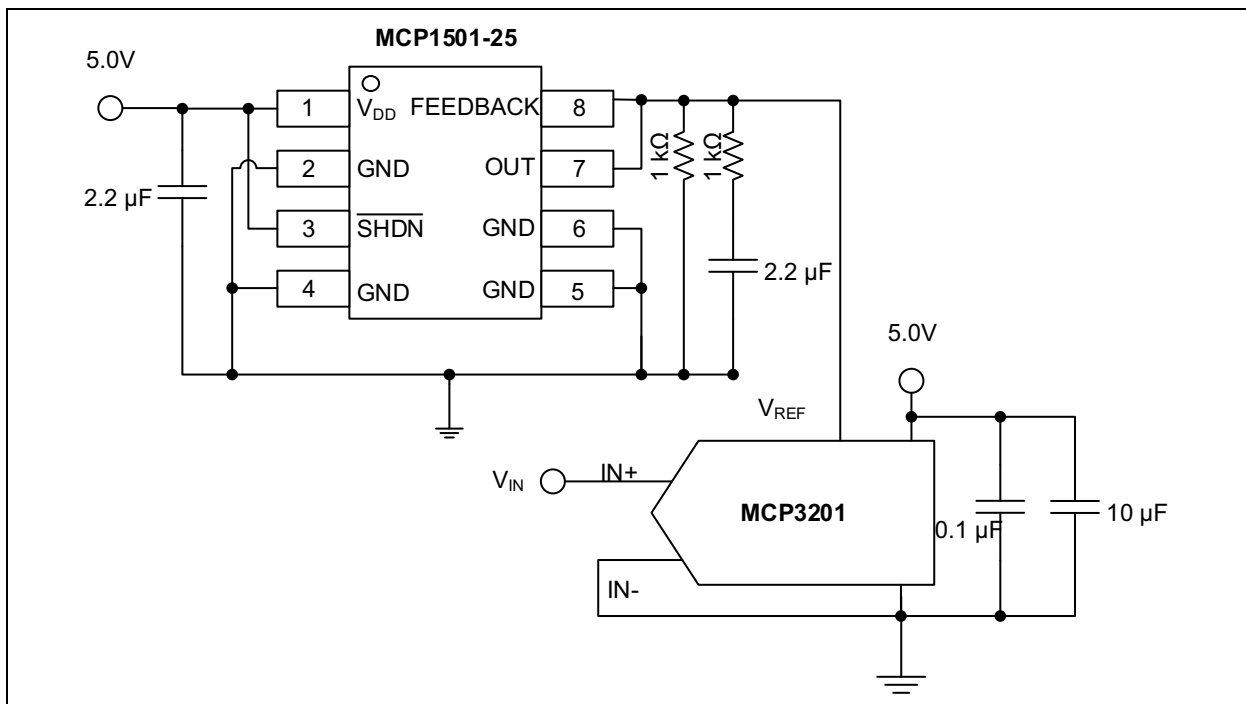 MCP1501-25
5.0V
1
VDD
FEEDBACK
8
2
GND
OUT
7
3
SHDN
GND
6
4
GND
GND
5
2.2 µF
1 kΩ
1 kΩ
2.2 µF
5.0V
VREF
VIN
IN+
MCP3201
0.1 µF
10 µF
IN-